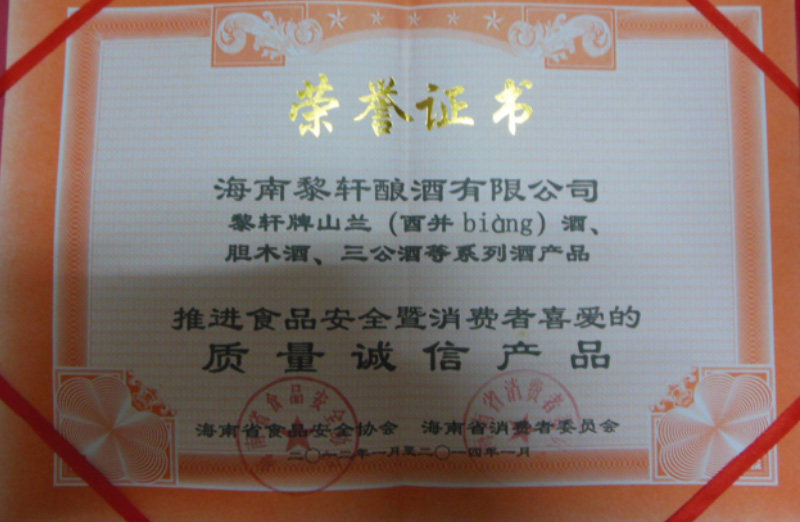 荣誉证书
海南黎轩酿酒有限公司
黎轩牌山兰（酉并biàng）酒、
胆木酒、三公酒等系列酒产品
推进食品安全暨消费者喜爱的
质量诚信产品
海南省食品安全协会 海南省消费者委员会
二〇一二年一月至二〇一四年一月